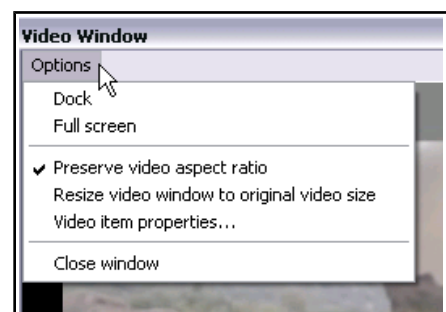 Video Window
Options
Dock
Full screen
Preserve video aspect ratio
Resize video window to original video size
Video item properties...
Close window